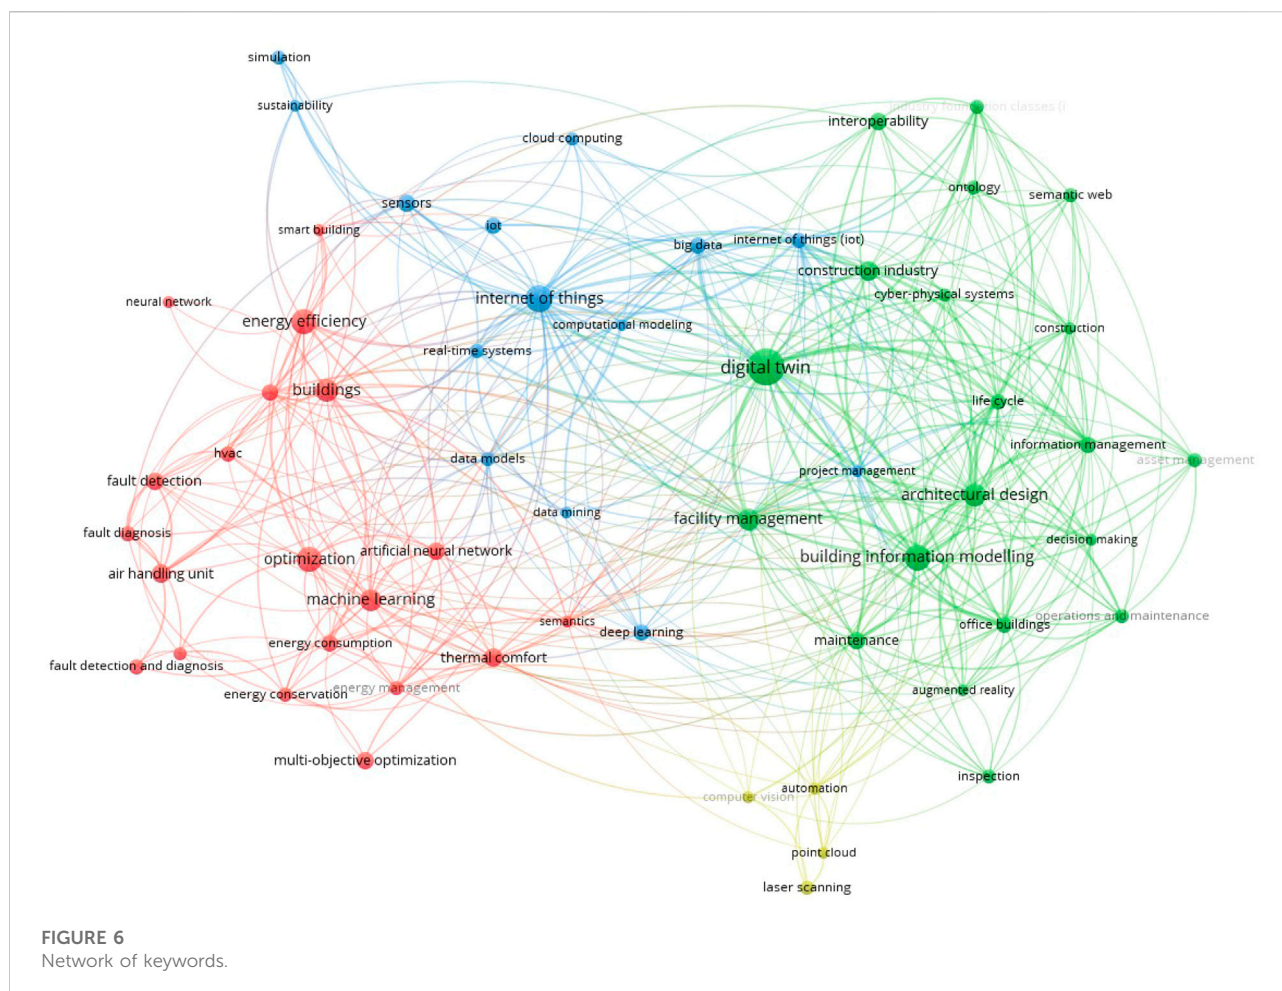 simulation
sustainability
industry foundation classes (i
interoperability
cloud computing
ontology
semantic web
sensors
iot
smart building
big data
internet of things (iot)
construction industry
cyber-physical systems
internet of things
neural network
energy efficiency
computational modeling
construction
real-time systems
digital twin
buildings
life cycle
information management
hvac
data models
asset management
project management
fault detection
architectural design
data mining
facility management
fault diagnosis
decision making
artificial neural network
optimization
building information modelling
air handling unit
machine learning
operations and maintenance
semantics
office buildings
deep learning
maintenance
energy consumption
thermal comfort
fault detection and diagnosis
energy management
energy conservation
augmented reality
multi-objective optimization
inspection
automation
computer vision
point cloud
laser scanning
FIGURE 6
Network of keywords.